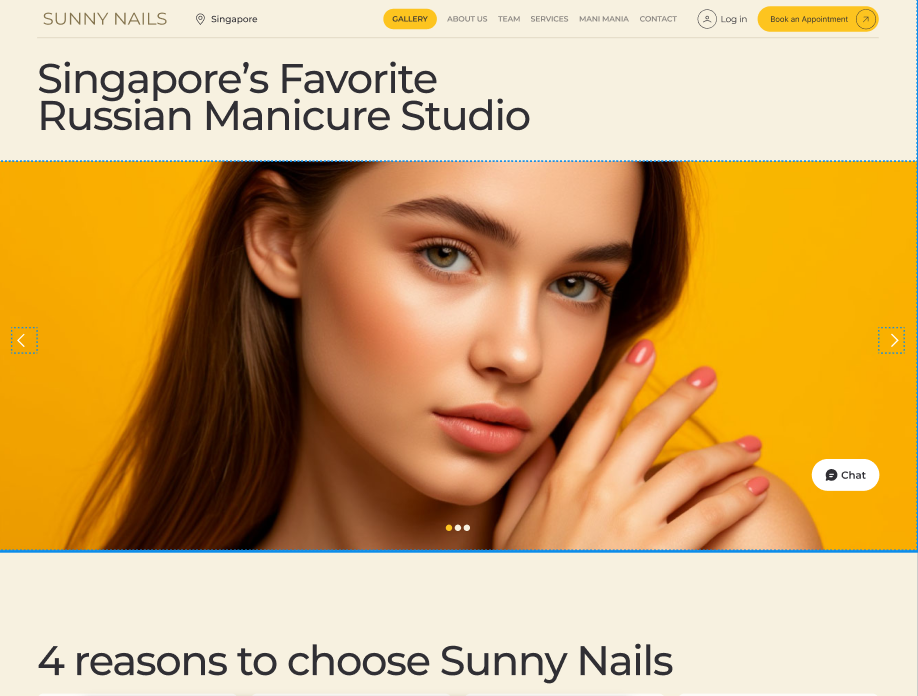 SUNNY NAILS
Singapore
GALLERY
ABOUT US
TEAM
SERVICES
MANI MANIA
CONTACT
Log in
Book an Appointment
Singapore’s Favorite
Russian Manicure Studio
Chat
4 reasons to choose Sunny Nails